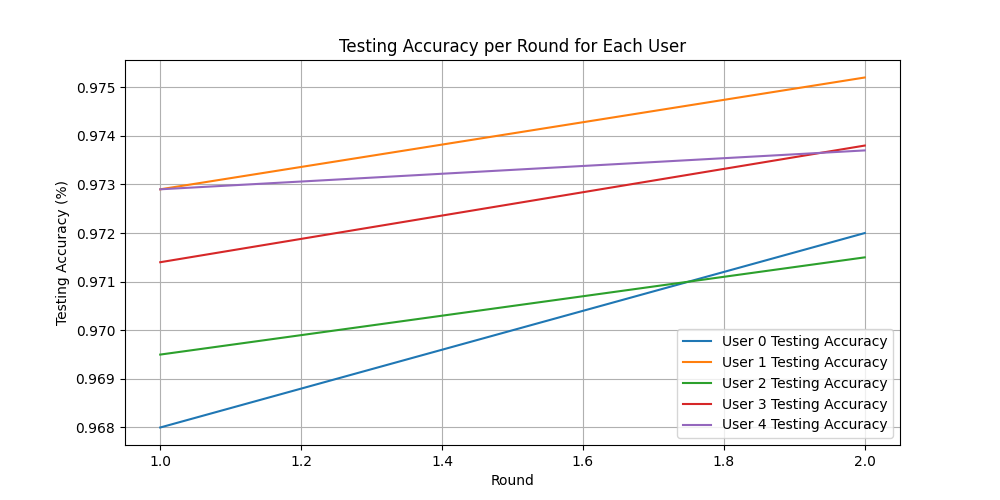 Testing Accuracy per Round for Each User
Testing Accuracy (%)
0.975
0.974
0.973
0.972
0.971
0.970
0.969
0.968
1.0 1.2 1.4 1.6 1.8 2.0
Round
User 0 Testing Accuracy
User 1 Testing Accuracy
User 2 Testing Accuracy
User 3 Testing Accuracy
User 4 Testing Accuracy